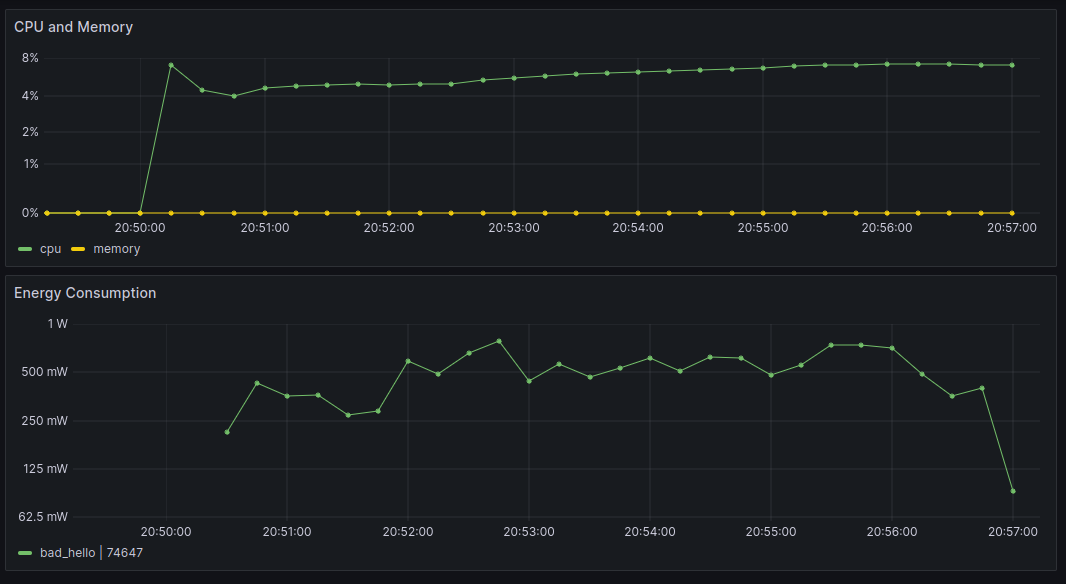 CPU and Memory
8%
4%
2%
1%
0%
20:50:00 20:51:00 20:52:00 20:53:00 20:54:00 20:55:00 20:56:00 20:57:00
cpu memory
Energy Consumption
1 W
500 mW
250 mW
125 mW
62.5 mW
20:50:00 20:51:00 20:52:00 20:53:00 20:54:00 20:55:00 20:56:00 20:57:00
bad_hello | 74647